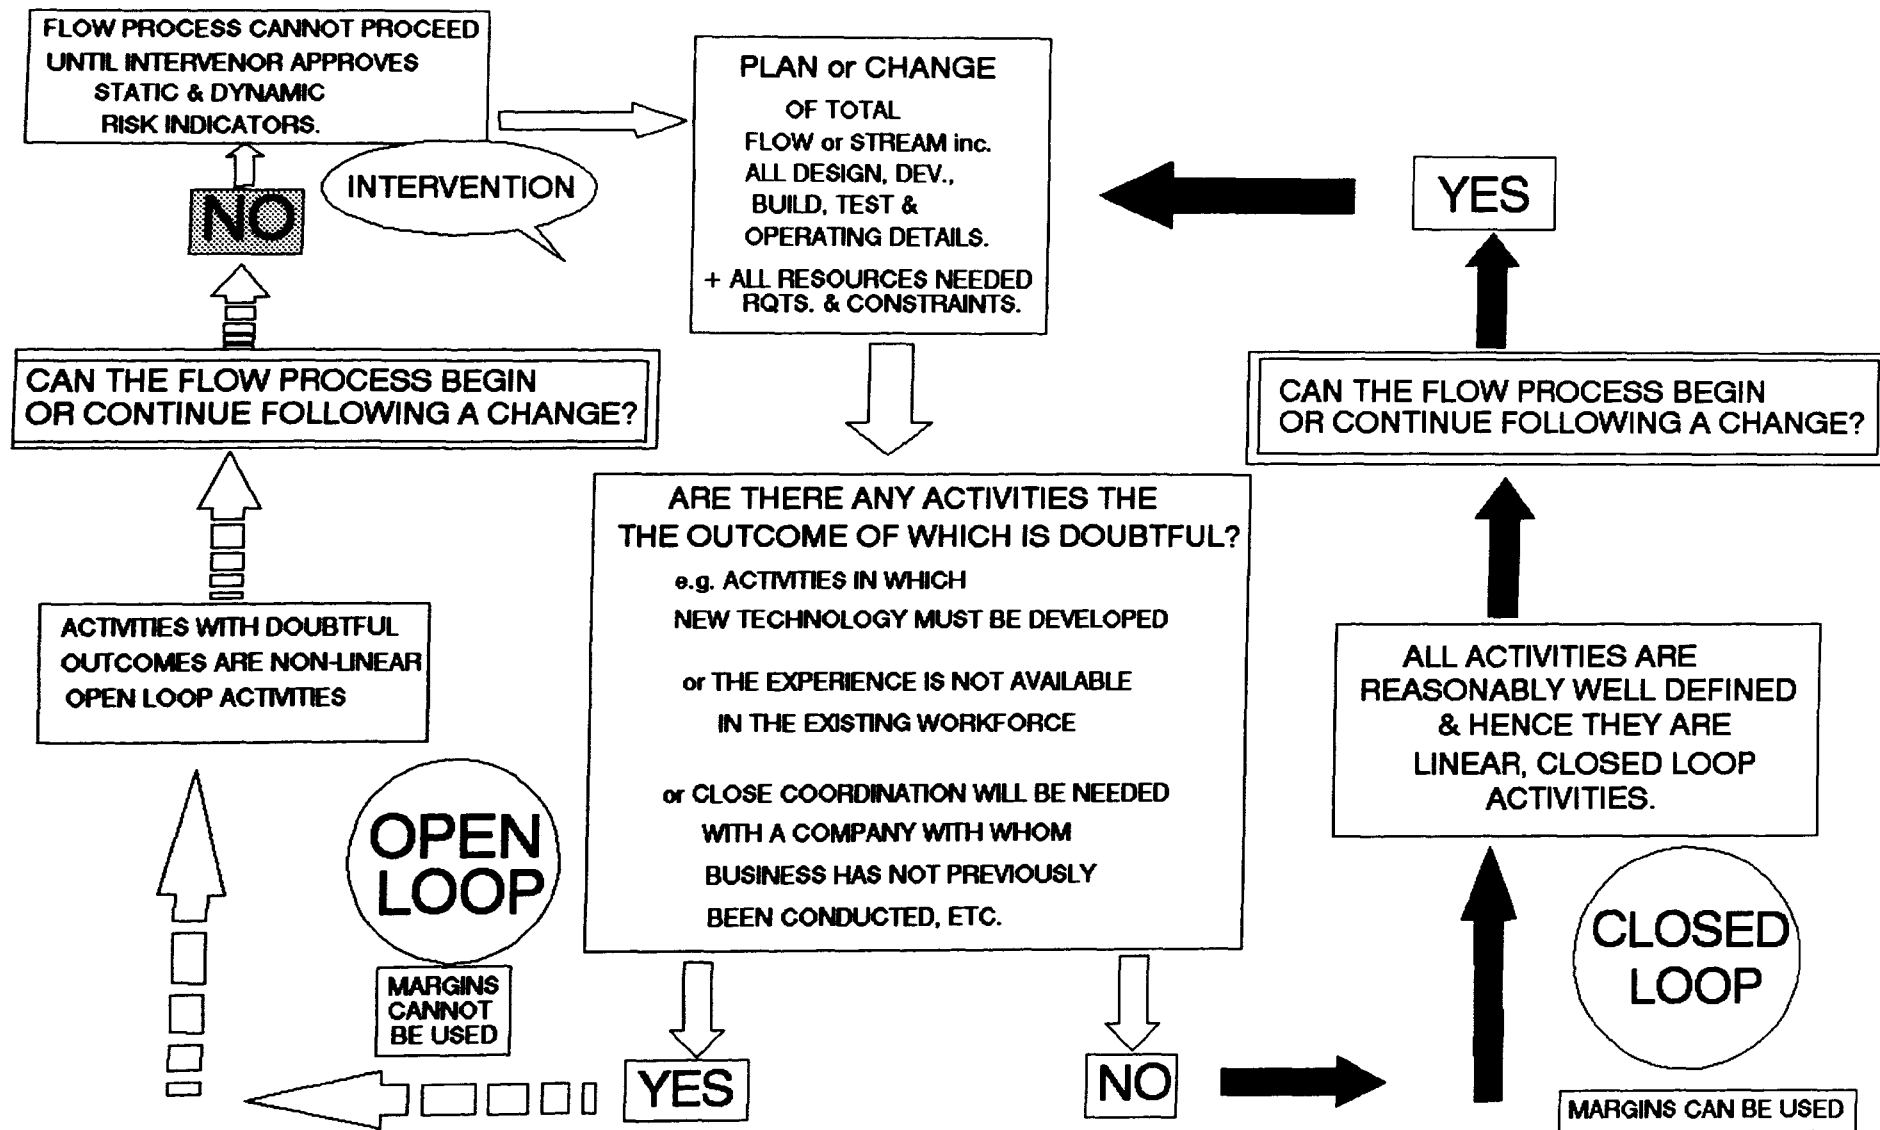 FLOW PROCESS CANNOT PROCEED
UNTIL INTERVENOR APPROVES
STATIC & DYNAMIC
RISK INDICATORS.
INTERVENTION
NO
CAN THE FLOW PROCESS BEGIN
OR CONTINUE FOLLOWING A CHANGE?
ACTIVITIES WITH DOUBTFUL
OUTCOMES ARE NON-LINEAR
OPEN LOOP ACTIVITIES
OPEN
LOOP
MARGINS
CANNOT
BE USED
PLAN or CHANGE
OF TOTAL
FLOW or STREAM inc.
ALL DESIGN, DEV.,
BUILD, TEST &
OPERATING DETAILS.
+ ALL RESOURCES NEEDED
RQTS. & CONSTRAINTS.
ARE THERE ANY ACTIVITIES THE
THE OUTCOME OF WHICH IS DOUBTFUL?
e.g. ACTIVITIES IN WHICH
NEW TECHNOLOGY MUST BE DEVELOPED
or THE EXPERIENCE IS NOT AVAILABLE
IN THE EXISTING WORKFORCE
or CLOSE COORDINATION WILL BE NEEDED
WITH A COMPANY WITH WHOM
BUSINESS HAS NOT PREVIOUSLY
BEEN CONDUCTED, ETC.
YES
NO
YES
CAN THE FLOW PROCESS BEGIN
OR CONTINUE FOLLOWING A CHANGE?
ALL ACTIVITIES ARE
REASONABLY WELL DEFINED
& HENCE THEY ARE
LINEAR, CLOSED LOOP
ACTIVITIES.
CLOSED
LOOP
MARGINS CAN BE USED